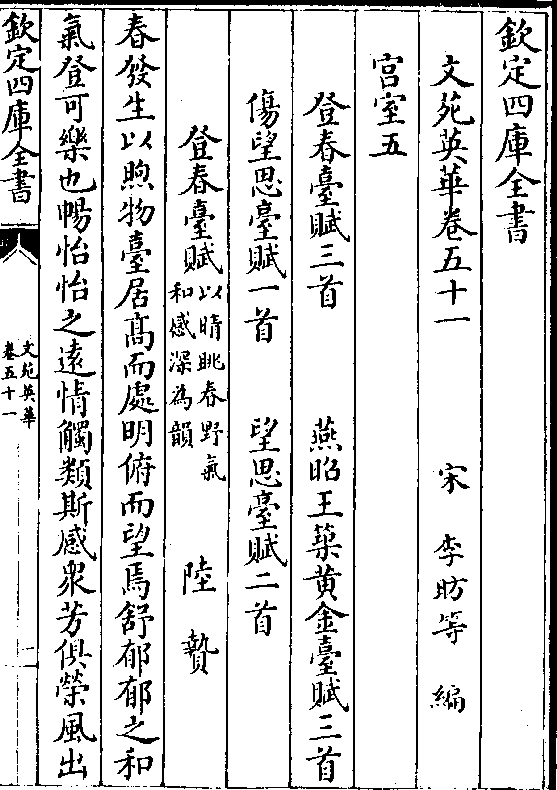 欽定四庫全書
文苑英華卷五十一　宋　李昉等　編
宮室五
登春臺賦三首　燕昭王築黄金臺賦三首
傷望思臺賦一首　望思臺賦二首
登春臺賦以晴眺春野氣和感深為韻　陸贄
春發生以煦物臺居髙而處明俯而望焉舒郁郁之和
氣登可樂也暢怡怡之逺情觸類斯感衆芳俱榮風出
欽定四庫全書
文苑英華
卷五十一
二